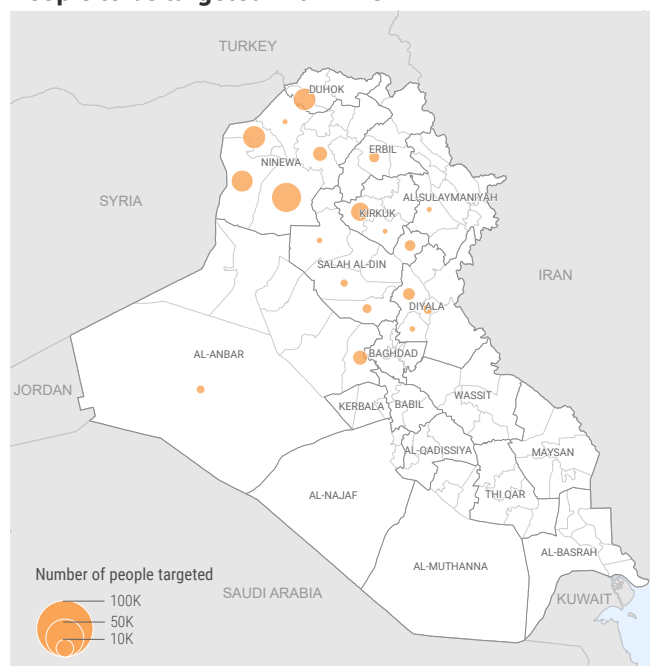 TURKEY
DUHOK
ERBIL
NINEWA
AL-SULAYMANIYAH
SYRIA
KIRKUK
SALAH AL-DIN
IRAN
DIYALA
AL-ANBAR
BAGHDAD
JORDAN
WASSIT
KERBALA
BABIL
AL-QADISSIYA
MAYSAN
AL-NAJAF
THI QAR
AL-BASRAH
AL-MUTHANNA
Number of people targeted
SAUDI ARABIA
KUWAIT
100K
50K
10K